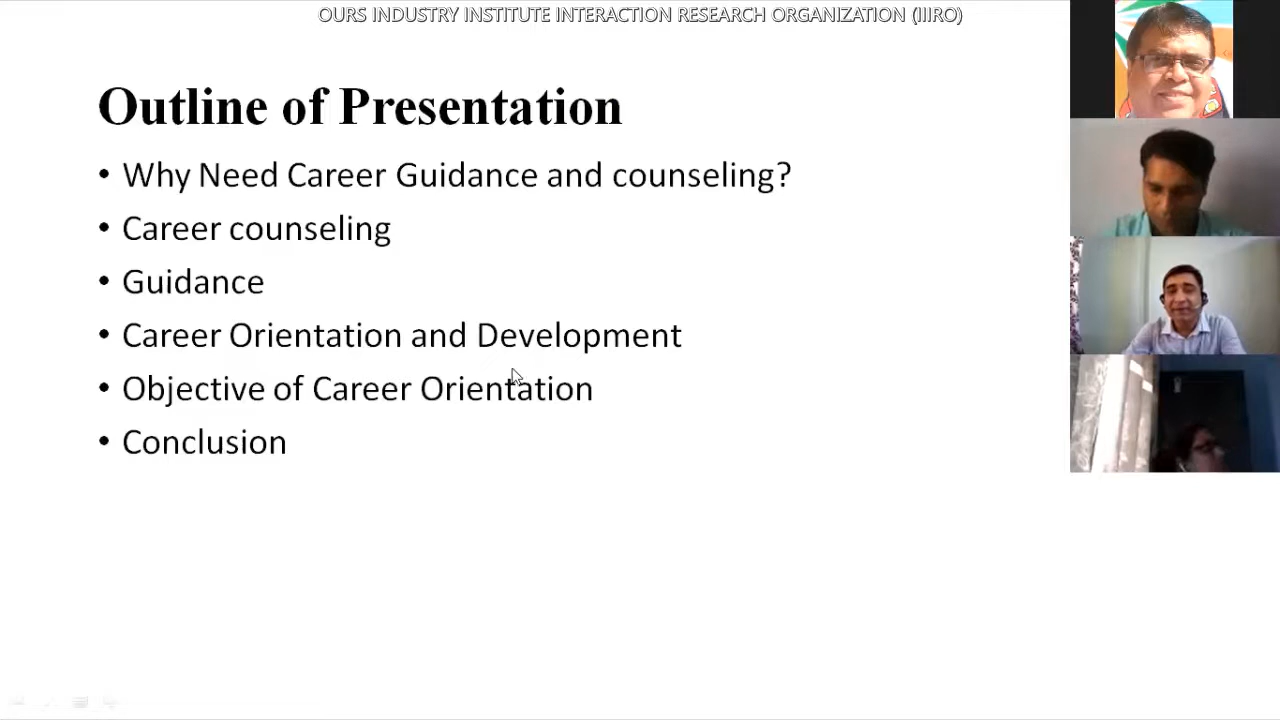 OURS INDUSTRY INSTITUTE INTERACTION RESEARCH ORGANIZATION (IIIRO)
Outline of Presentation
• Why Need Career Guidance and counseling?
• Career counseling
• Guidance
• Career Orientation and Development
• Objective of Career Orientation
• Conclusion